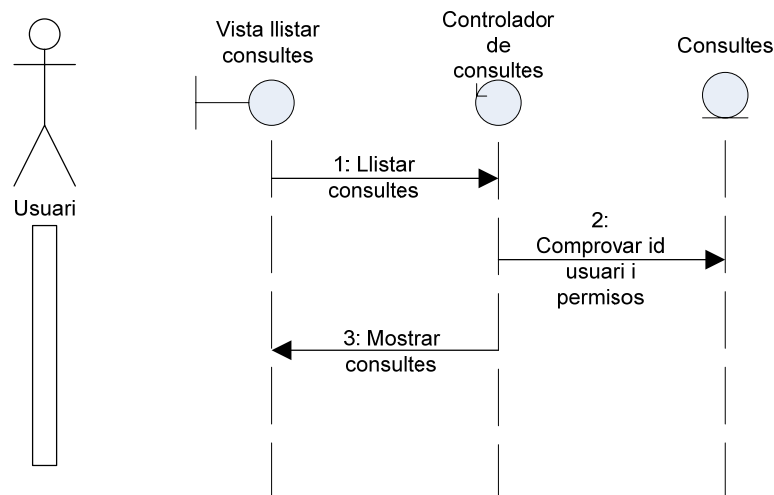 Vista llistar
consultes
Controlador
de
consultes
Consultes
Usuari
1: Llistar
consultes
2:
Comprovar id
usuari i
permisos
3: Mostrar
consultes